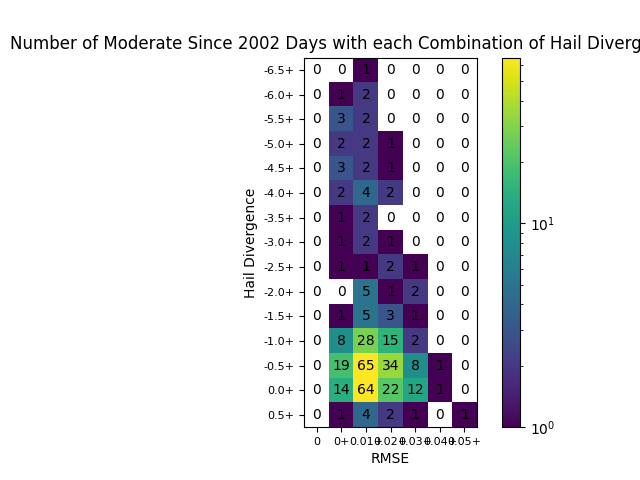 Number of Moderate Since 2002 Days with each Combination of Hail Diverg
-6.5+ 0 0 1 0 0 0 0
-6.0+ 0 1 2 0 0 0 0
-5.5+ 0 3 2 0 0 0 0
-5.0+ 0 2 2 1 0 0 0
-4.5+ 0 3 2 1 0 0 0
-4.0+ 0 2 4 2 0 0 0
-3.5+ 0 1 2 0 0 0 0
-3.0+ 0 1 2 1 0 0 0
-2.5+ 0 1 1 2 1 0 0
-2.0+ 0 0 5 1 2 0 0
-1.5+ 0 1 5 3 1 0 0
-1.0+ 0 8 28 15 2 0 0
-0.5+ 0 19 65 34 8 1 0
0.0+ 0 14 64 22 12 1 0
0.5+ 0 1 4 2 1 0 1
0 0+ 0.01+ 0.02+ 0.03+ 0.04+ 0.05+
RMSE
Hail Divergence
10¹
10⁰